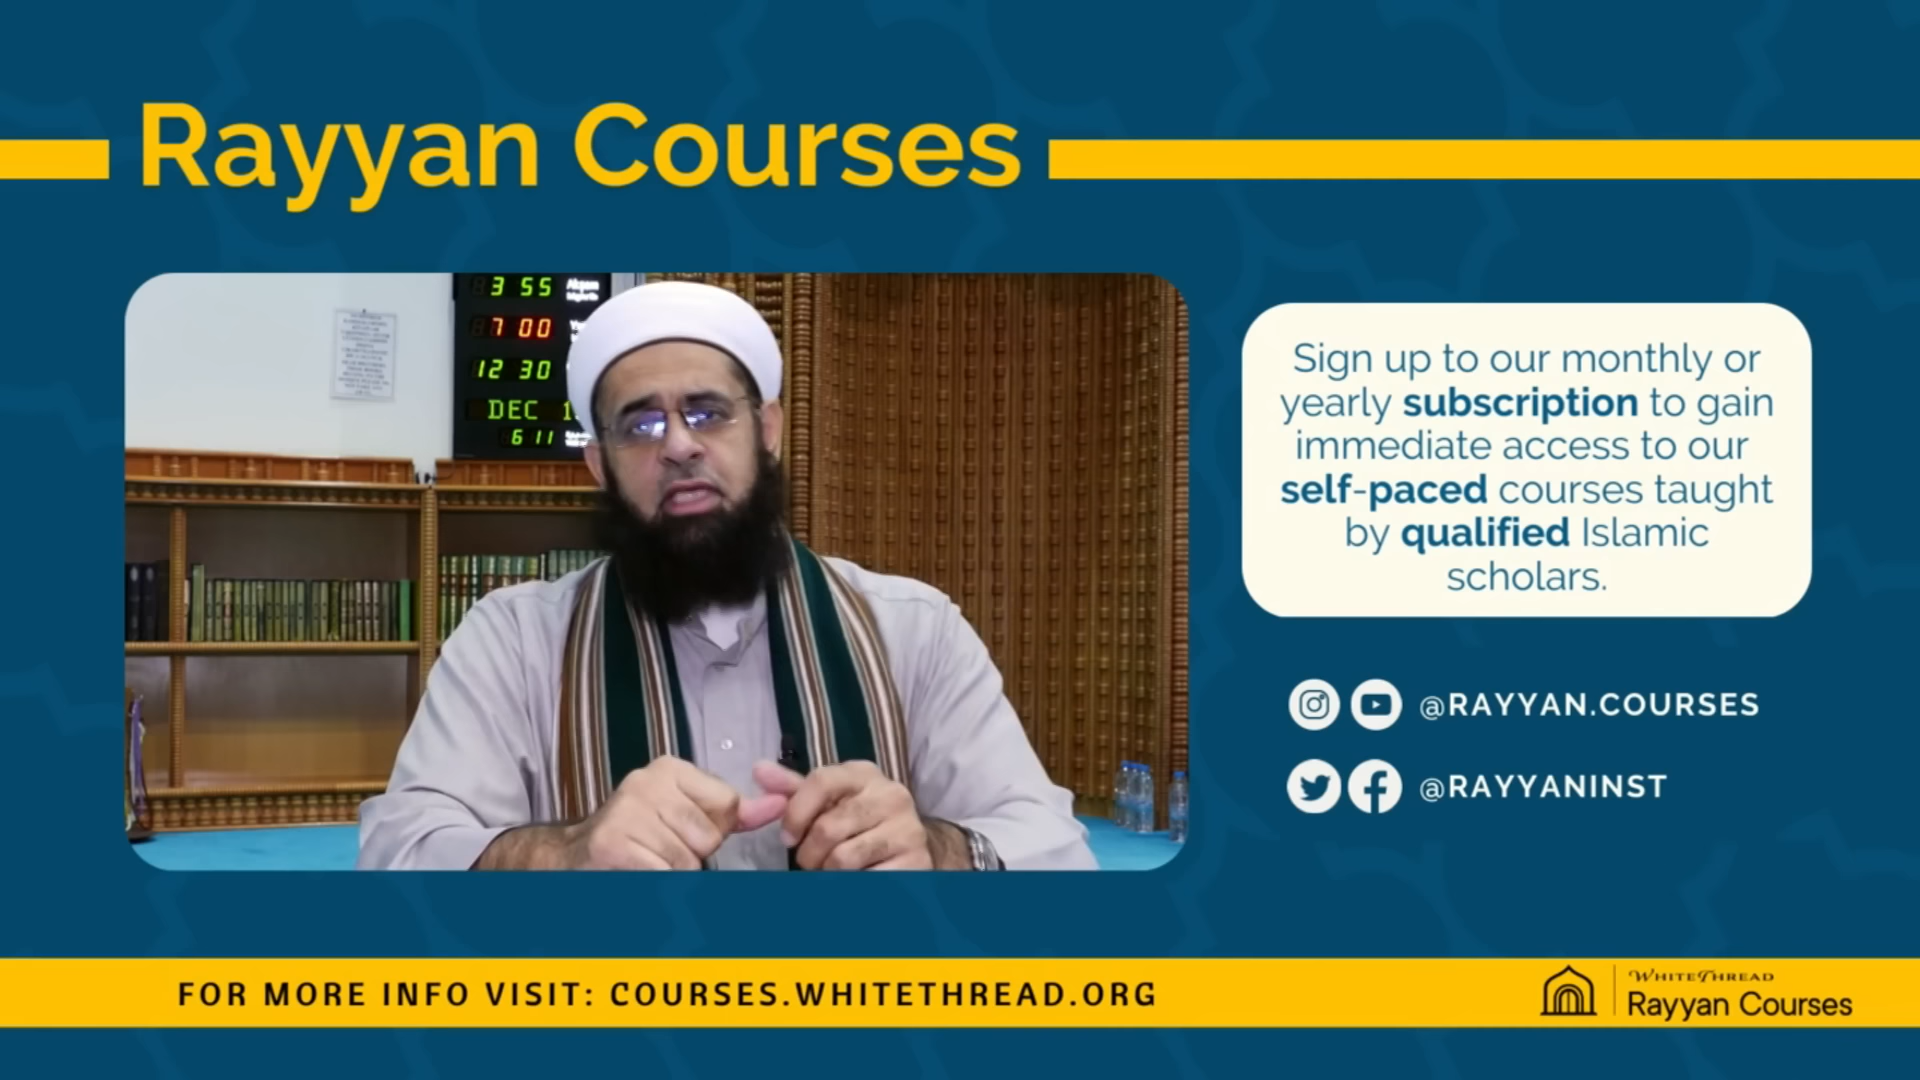 Rayyan Courses
3 55 Akşam
7 00
12 30
DEC
6 11
Sign up to our monthly or
yearly subscription to gain
immediate access to our
self-paced courses taught
by qualified Islamic
scholars.
@RAYYAN.COURSES
@RAYYANINST
FOR MORE INFO VISIT: COURSES.WHITETHREAD.ORG
WHITETHREAD
Rayyan Courses